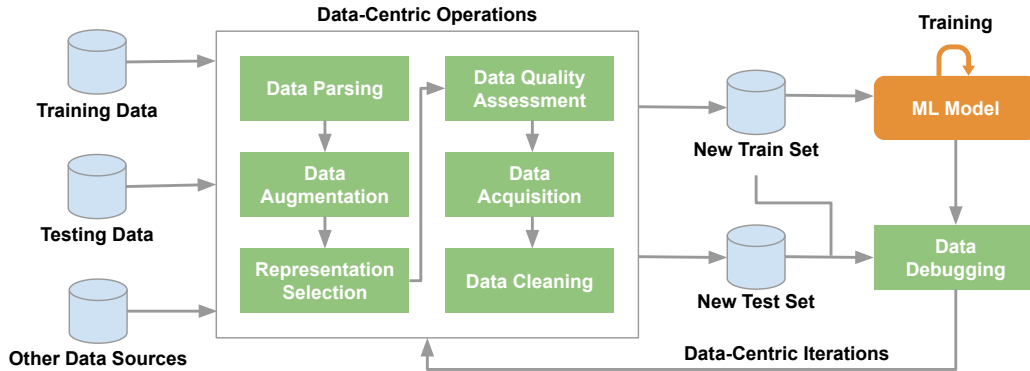 Data-Centric Operations
Training
Training Data
Testing Data
Other Data Sources
Data Parsing
Data
Augmentation
Representation
Selection
Data Quality
Assessment
Data
Acquisition
Data Cleaning
New Train Set
New Test Set
ML Model
Data
Debugging
Data-Centric Iterations